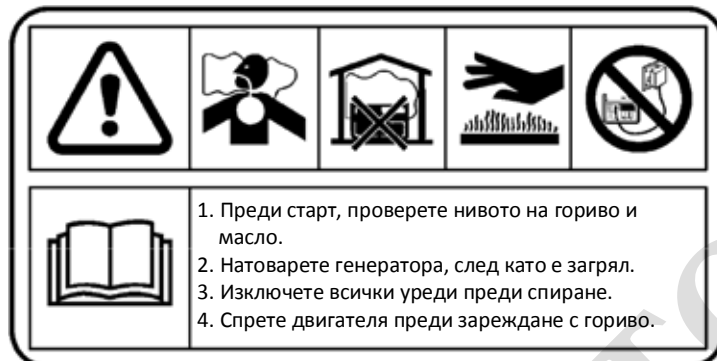 1. Преди старт, проверете нивото на гориво и
масло.
2. Натоварете генератора, след като е загрял.
3. Изключете всички уреди преди спиране.
4. Спрете двигателя преди зареждане с гориво.